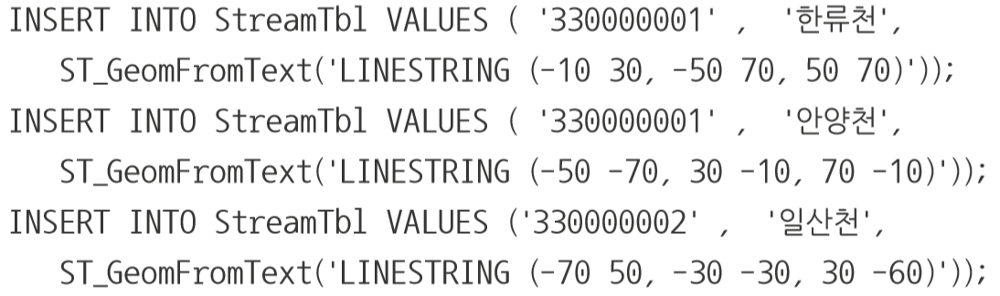 INSERT INTO StreamTbl VALUES ( '330000001' ,  '한류천',
ST_GeomFromText('LINESTRING (-10 30, -50 70, 50 70)'));
INSERT INTO StreamTbl VALUES ( '330000001' ,  '안양천',
ST_GeomFromText('LINESTRING (-50 -70, 30 -10, 70 -10)'));
INSERT INTO StreamTbl VALUES ('330000002' ,  '일산천',
ST_GeomFromText('LINESTRING (-70 50, -30 -30, 30 -60)'));